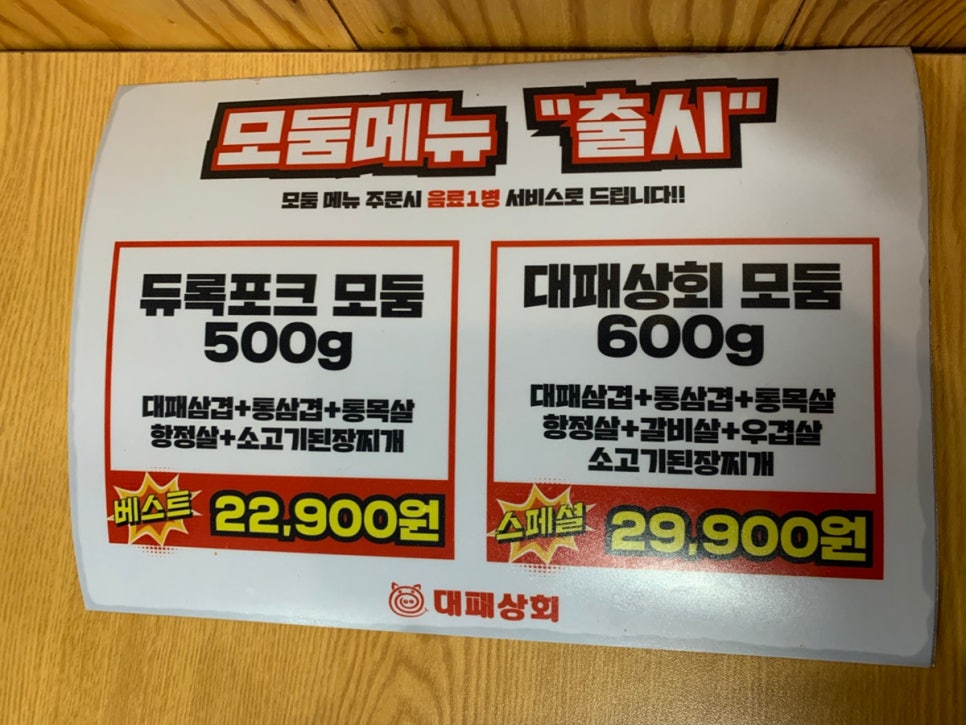 모둠메뉴 "출시"
모둠 메뉴 주문시 음료1병 서비스로 드립니다!!
듀록포크 모둠
500g
대패삼겹+통삼겹+통목살
항정살+소고기된장찌개
베스트 22,900원
대패상회 모둠
600g
대패삼겹+통삼겹+통목살
항정살+갈비살+우겹살
소고기된장찌개
스페셜 29,900원
대패상회